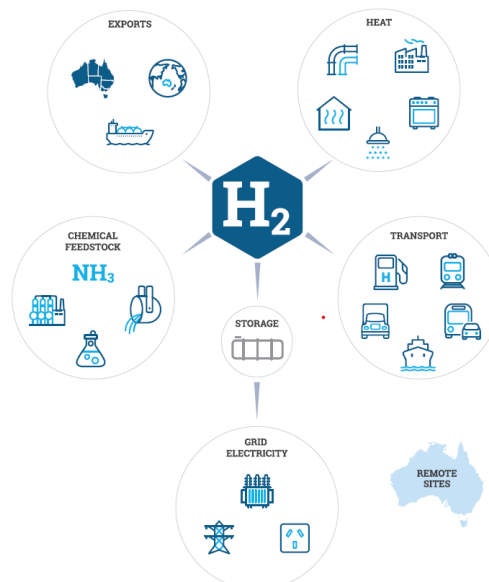 EXPORTS
HEAT
H2
CHEMICAL
FEEDSTOCK
NH3
TRANSPORT
H
STORAGE
GRID
ELECTRICITY
REMOTE
SITES